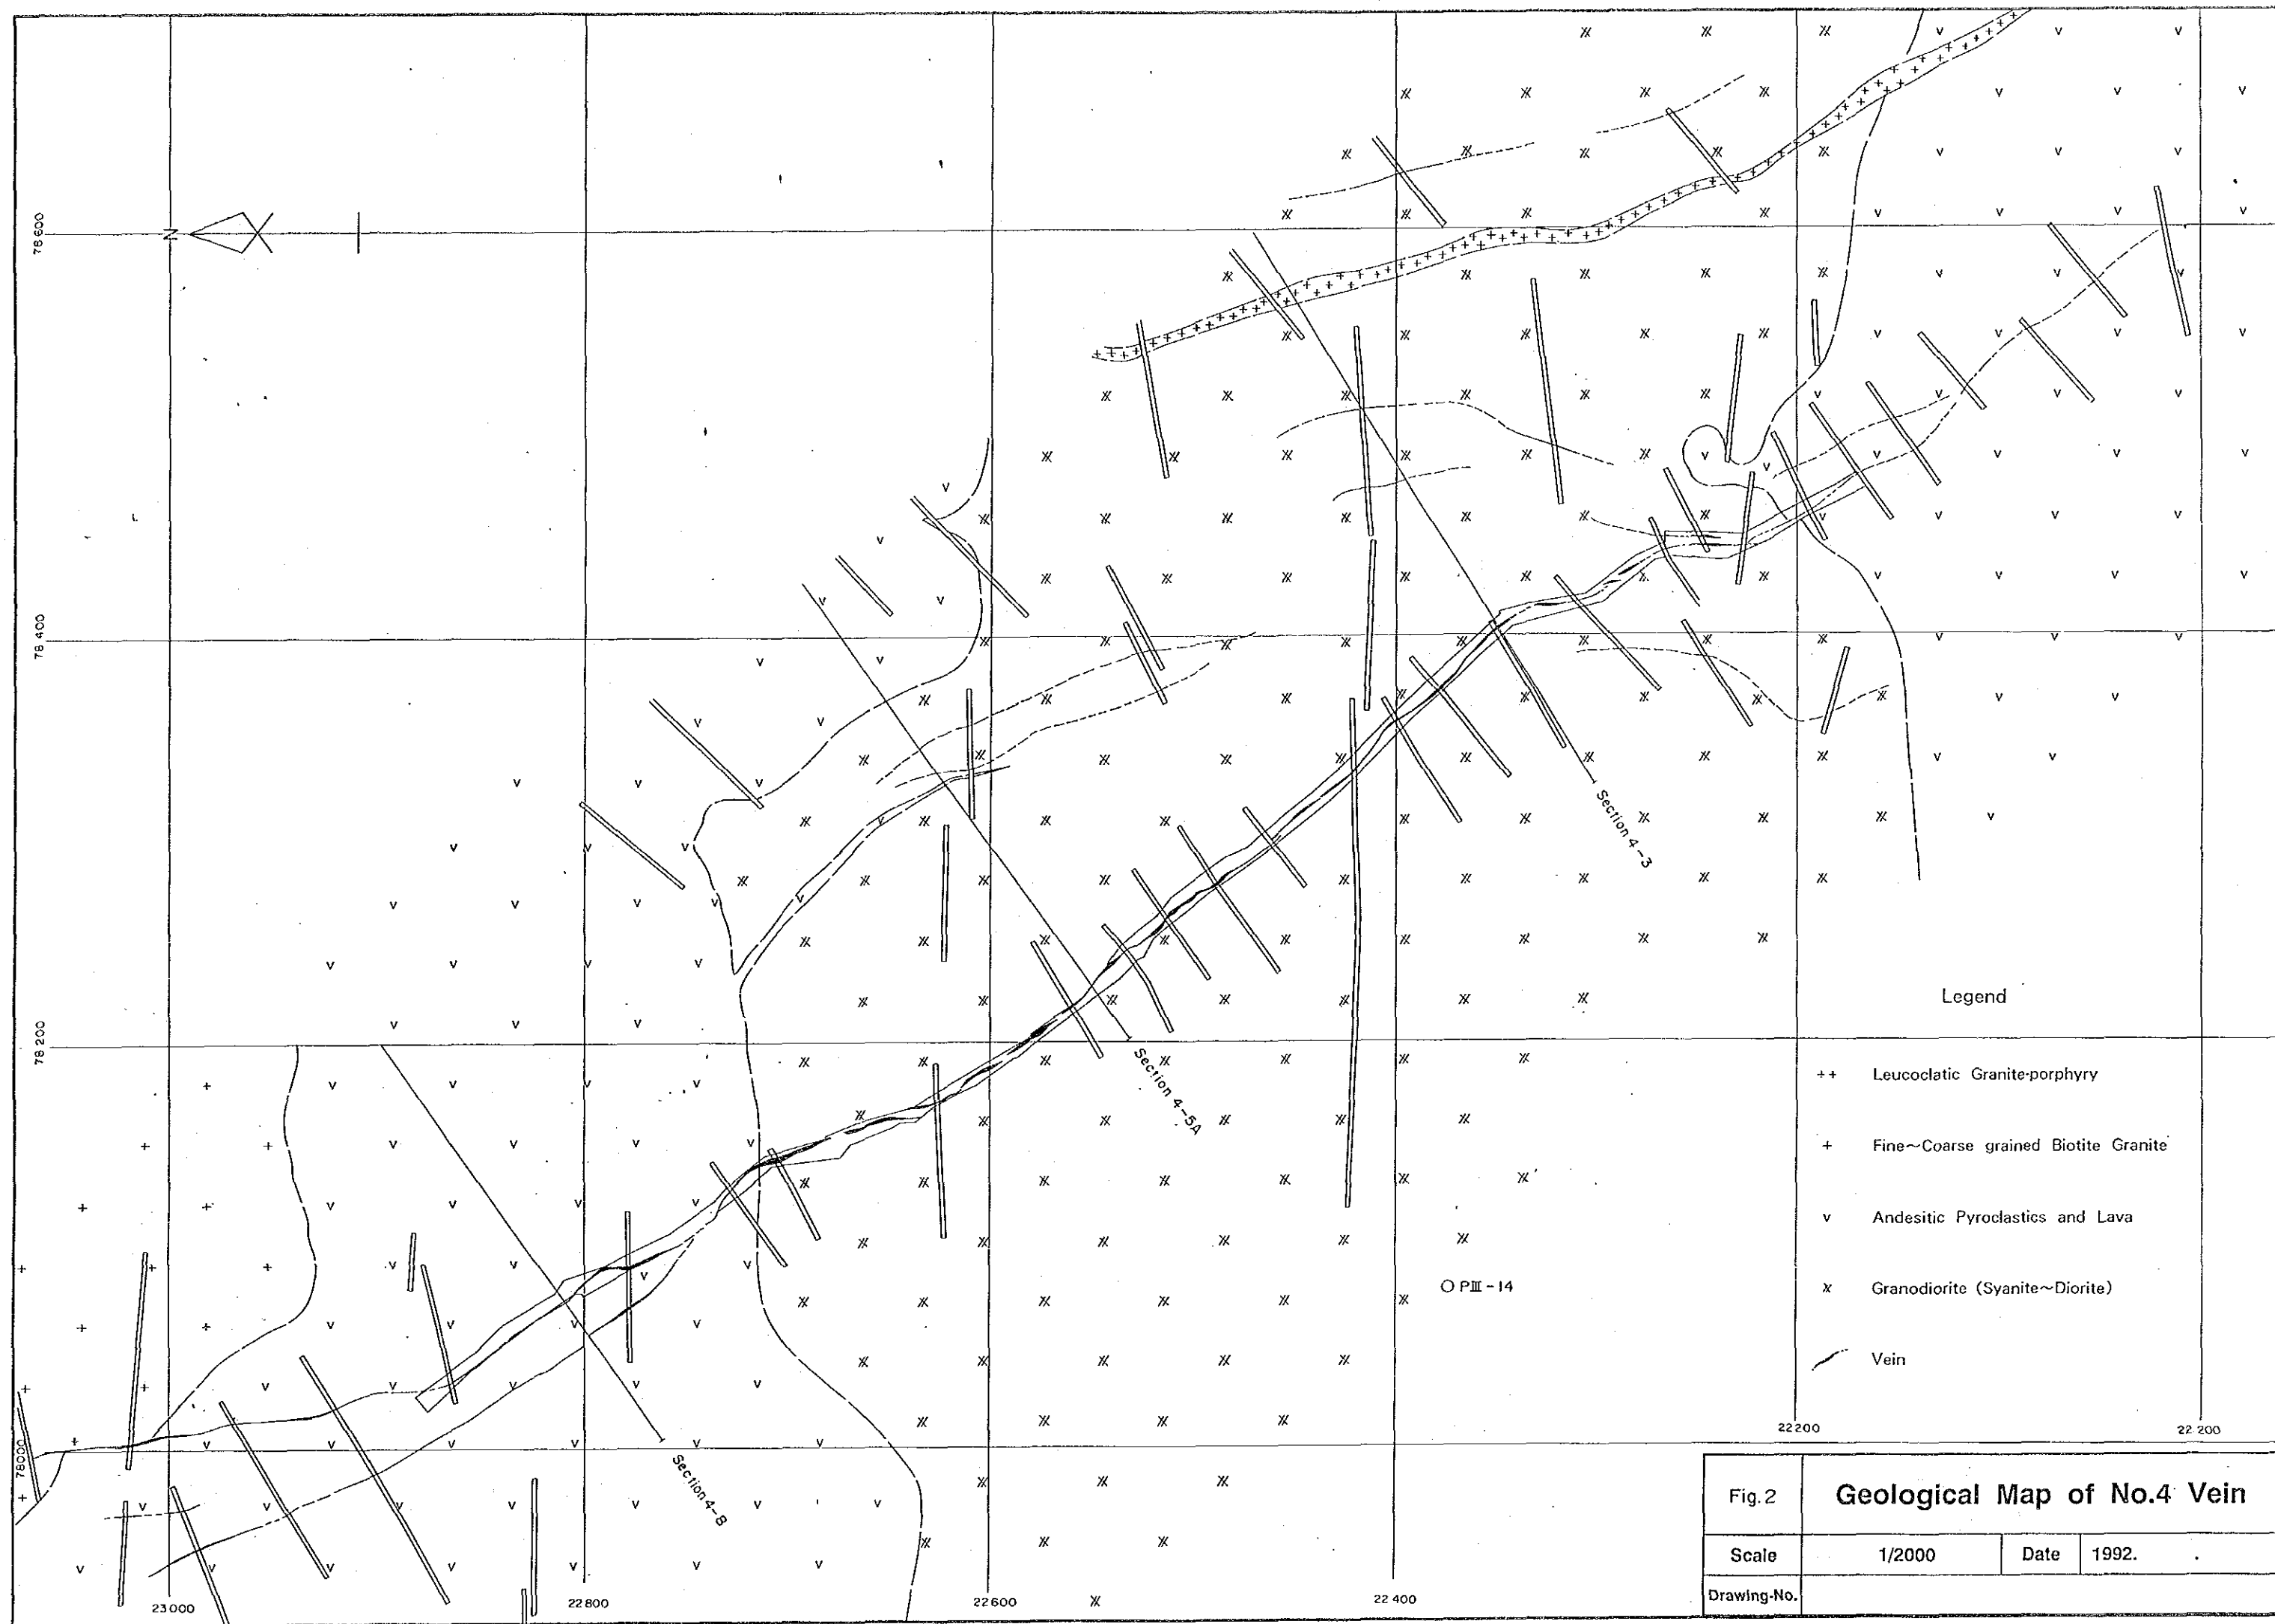 N
78600
78400
78200
78000
Section 4-3
Section 4-5A
Section 4-8
O PⅢ-14
Legend
++ Leucoclatic Granite-porphyry
+ Fine~Coarse grained Biotite Granite
v Andesitic Pyroclastics and Lava
Granodiorite (Syanite~Diorite)
Vein
23000
22800
22600
22400
22200
22200
Fig.2
Geological Map of No.4 Vein
Scale
1/2000
Date
1992.
Drawing-No.